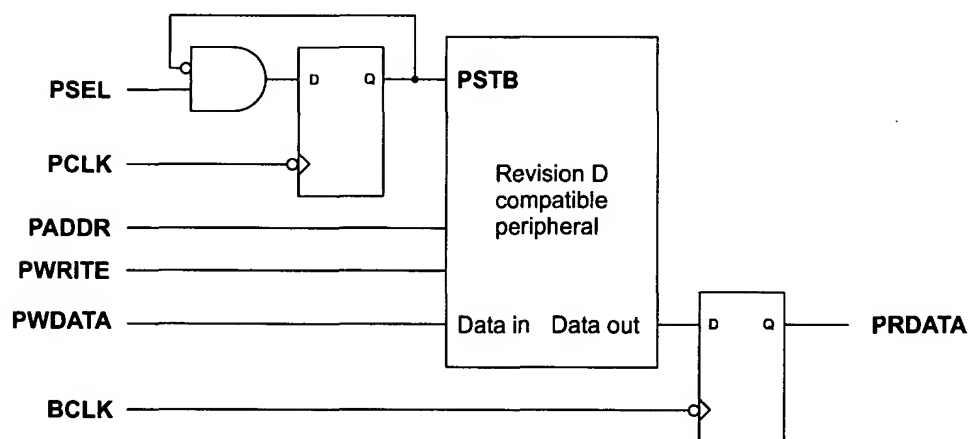 D Q
PSEL
PSTB
PCLK
Revision D
compatible
peripheral
PADDR
PWRITE
PWDATA
Data in Data out
D Q
PRDATA
BCLK